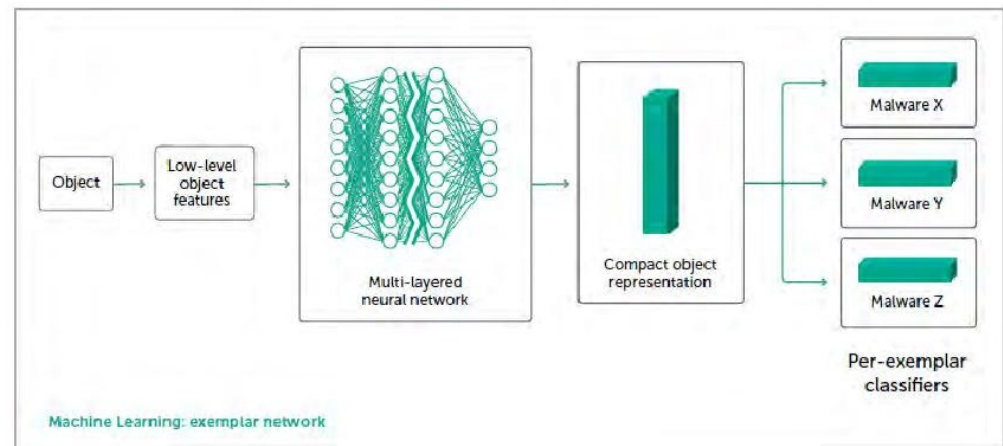 Object
Low-level
object
features
Multi-layered
neural network
Compact object
representation
Malware X
Malware Y
Malware Z
Per-exemplar
classifiers
Machine Learning: exemplar network